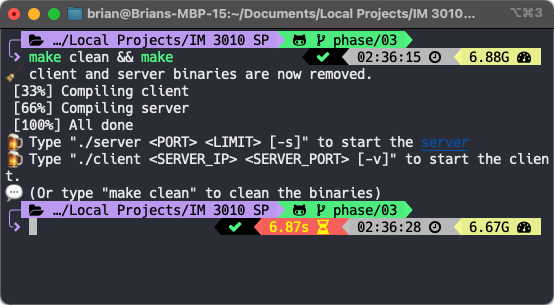 brian@Brians-MBP-15:~/Documents/Local Projects/IM 3010... ⌥⌘3
…/Local Projects/IM 3010 SP phase/03
make clean && make 02:36:15 6.88G
client and server binaries are now removed.
[33%] Compiling client
[66%] Compiling server
[100%] All done
Type "./server <PORT> <LIMIT> [-s]" to start the server
Type "./client <SERVER_IP> <SERVER_PORT> [-v]" to start the clien
t.
(Or type "make clean" to clean the binaries)
…/Local Projects/IM 3010 SP phase/03
6.87s 02:36:28 6.67G